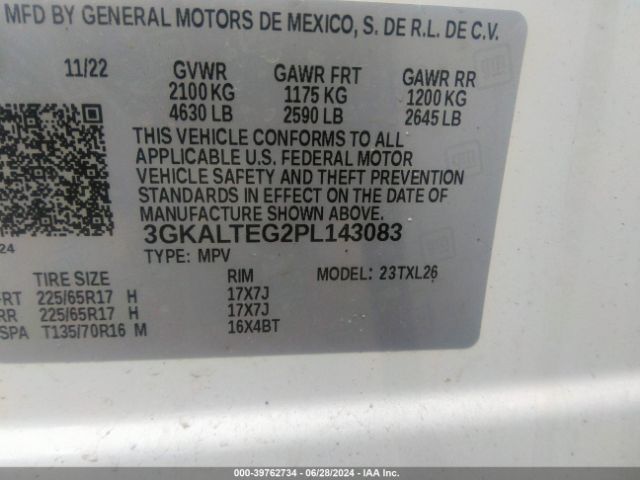 MFD BY GENERAL MOTORS DE MEXICO, S. DE R.L. DE C.V.
11/22 GVWR GAWR FRT GAWR RR
2100 KG 1175 KG 1200 KG
4630 LB 2590 LB 2645 LB
THIS VEHICLE CONFORMS TO ALL
APPLICABLE U.S. FEDERAL MOTOR
VEHICLE SAFETY AND THEFT PREVENTION
STANDARDS IN EFFECT ON THE DATE OF
MANUFACTURE SHOWN ABOVE.
3GKALTEG2PL143083
24
TYPE: MPV MODEL: 23TXL26
TIRE SIZE RIM
FRT 225/65R17 H 17X7J
RR 225/65R17 H 17X7J
SPA T135/70R16 M 16X4BT
000-39762734 - 06/28/2024 - IAA Inc.